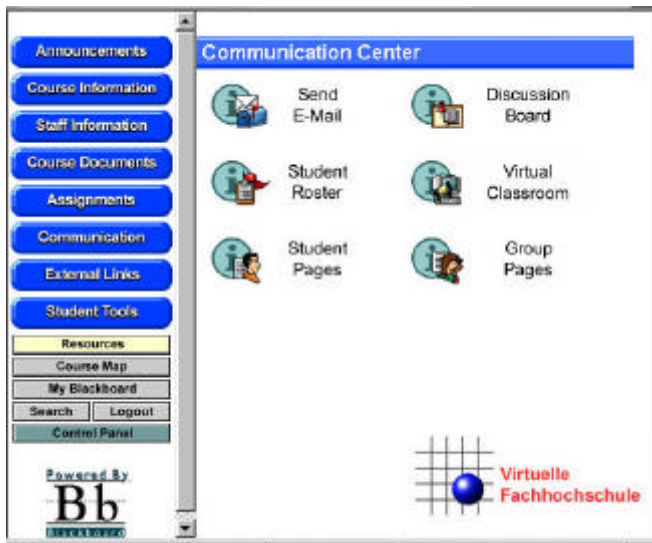 Announcements
Course Information
Staff Information
Course Documents
Assignments
Communication
External Links
Student Tools
Resources
Course Map
My Blackboard
Search
Logout
Control Panel
Powered By
Bb
Blackboard
Communication Center
Send
E-Mail
Discussion
Board
Student
Roster
Virtual
Classroom
Student
Pages
Group
Pages
Virtuelle
Fachhochschule